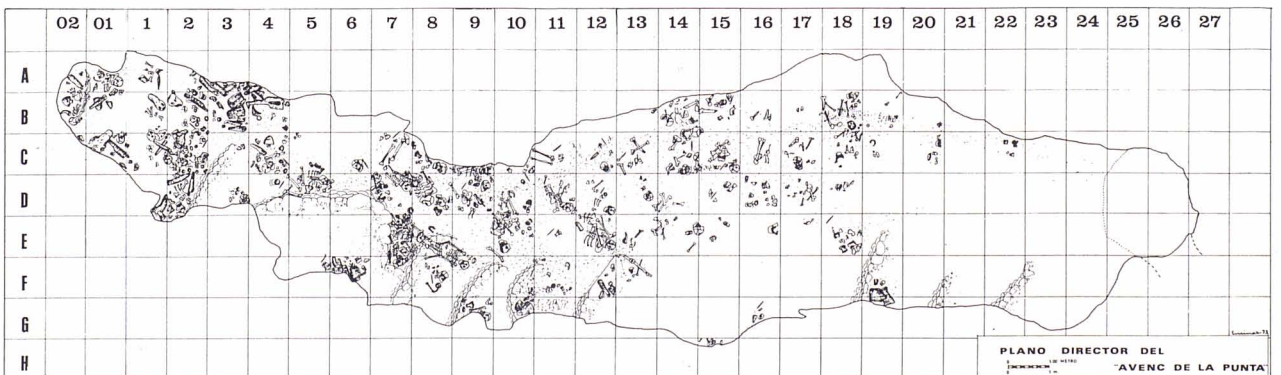 02 01 1 2 3 4 5 6 7 8 9 10 11 12 13 14 15 16 17 18 19 20 21 22 23 24 25 26 27
A
B
C
D
E
F
G
H
PLANO DIRECTOR DEL
"AVENC DE LA PUNTA"